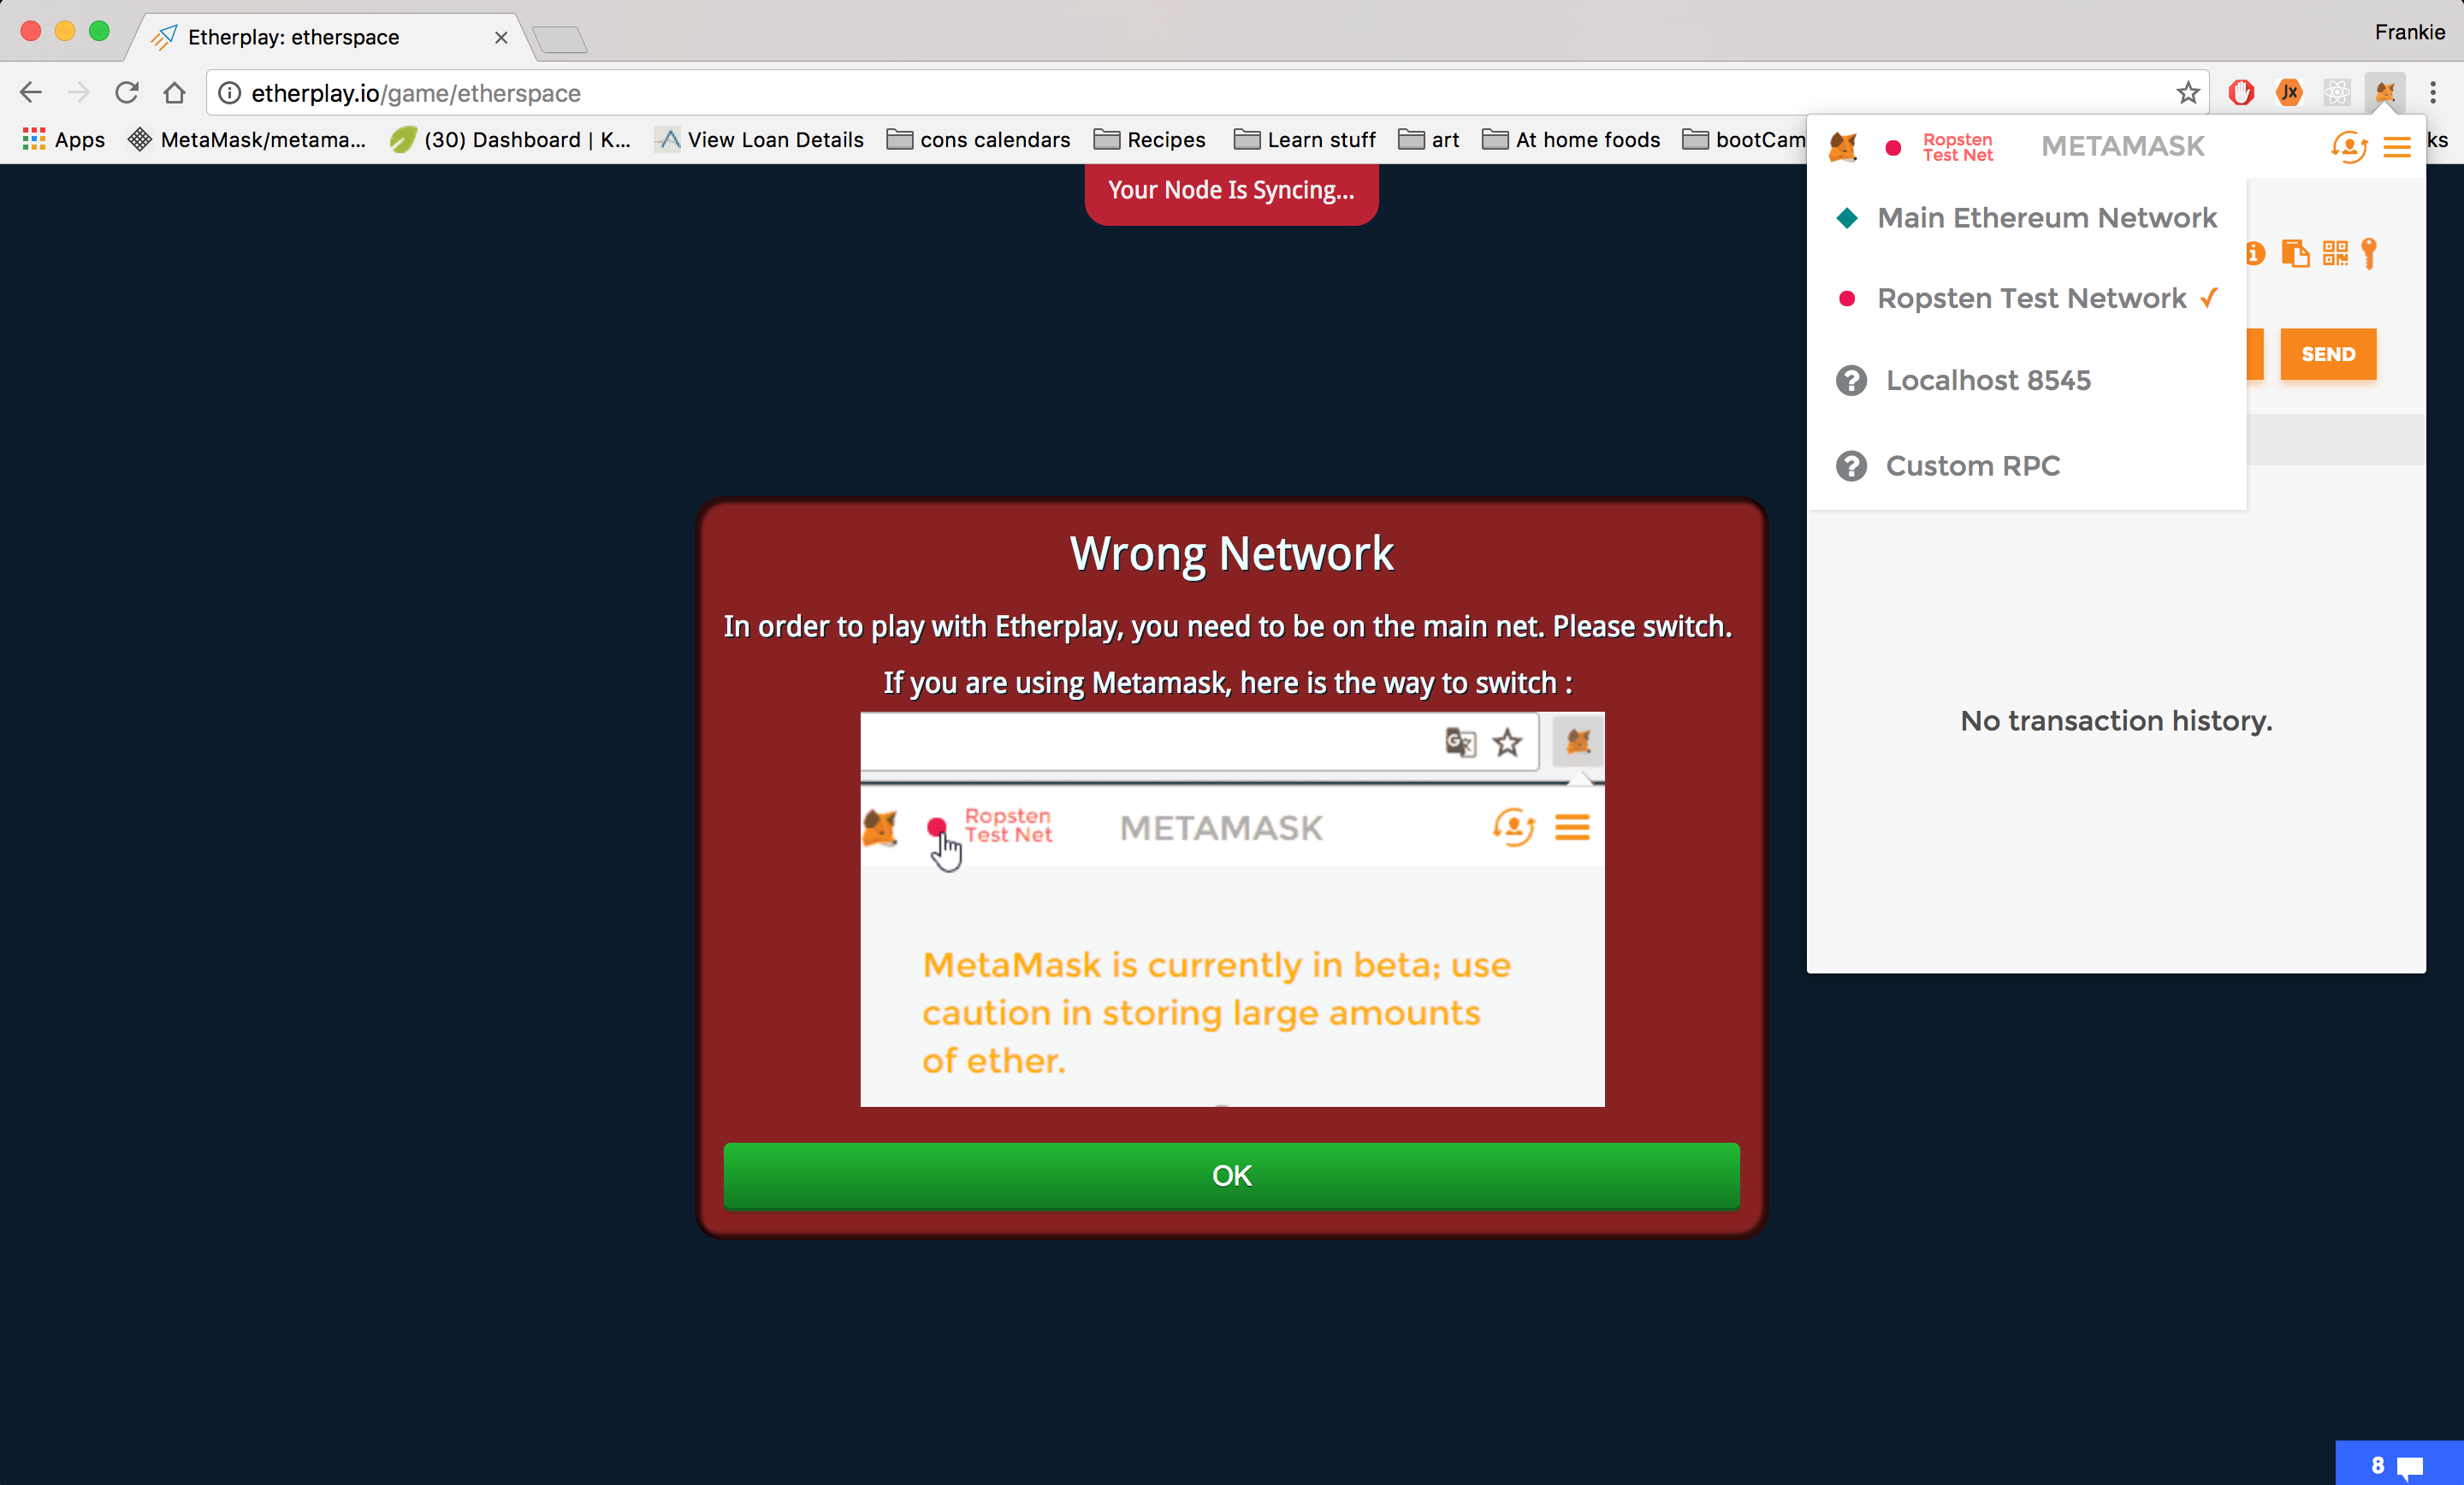 Etherplay: etherspace
Frankie
etherplay.io/game/etherspace
Apps
MetaMask/metama...
(30) Dashboard | K...
View Loan Details
cons calendars
Recipes
Learn stuff
art
At home foods
bootCam
ks
Your Node Is Syncing...
Ropsten
Test Net
METAMASK
Main Ethereum Network
Ropsten Test Network
Localhost 8545
Custom RPC
SEND
No transaction history.
Wrong Network
In order to play with Etherplay, you need to be on the main net. Please switch.
If you are using Metamask, here is the way to switch :
Ropsten
Test Net
METAMASK
MetaMask is currently in beta; use
caution in storing large amounts
of ether.
OK
8